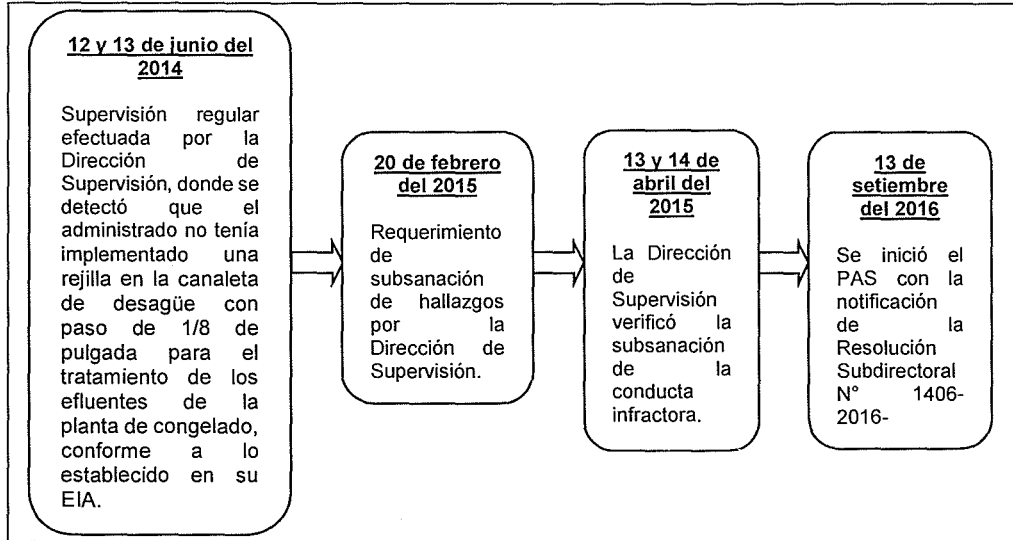 12 y 13 de junio del
2014
Supervisión regular
efectuada por la
Dirección de
Supervisión, donde se
detectó que el
administrado no tenía
implementado una
rejilla en la canaleta
de desagüe con
paso de 1/8 de
pulgada para el
tratamiento de los
efluentes de la
planta de congelado,
conforme a lo
establecido en su
EIA.
20 de febrero
del 2015
Requerimiento
de
subsanación
de hallazgos
por la
Dirección de
Supervisión.
13 y 14 de
abril del
2015
La Dirección
de
Supervisión
verificó la
subsanación
de la
conducta
infractora.
13 de
setiembre
del 2016
Se inició el
PAS con la
notificación
de la
Resolución
Subdirectoral
N° 1406-
2016-